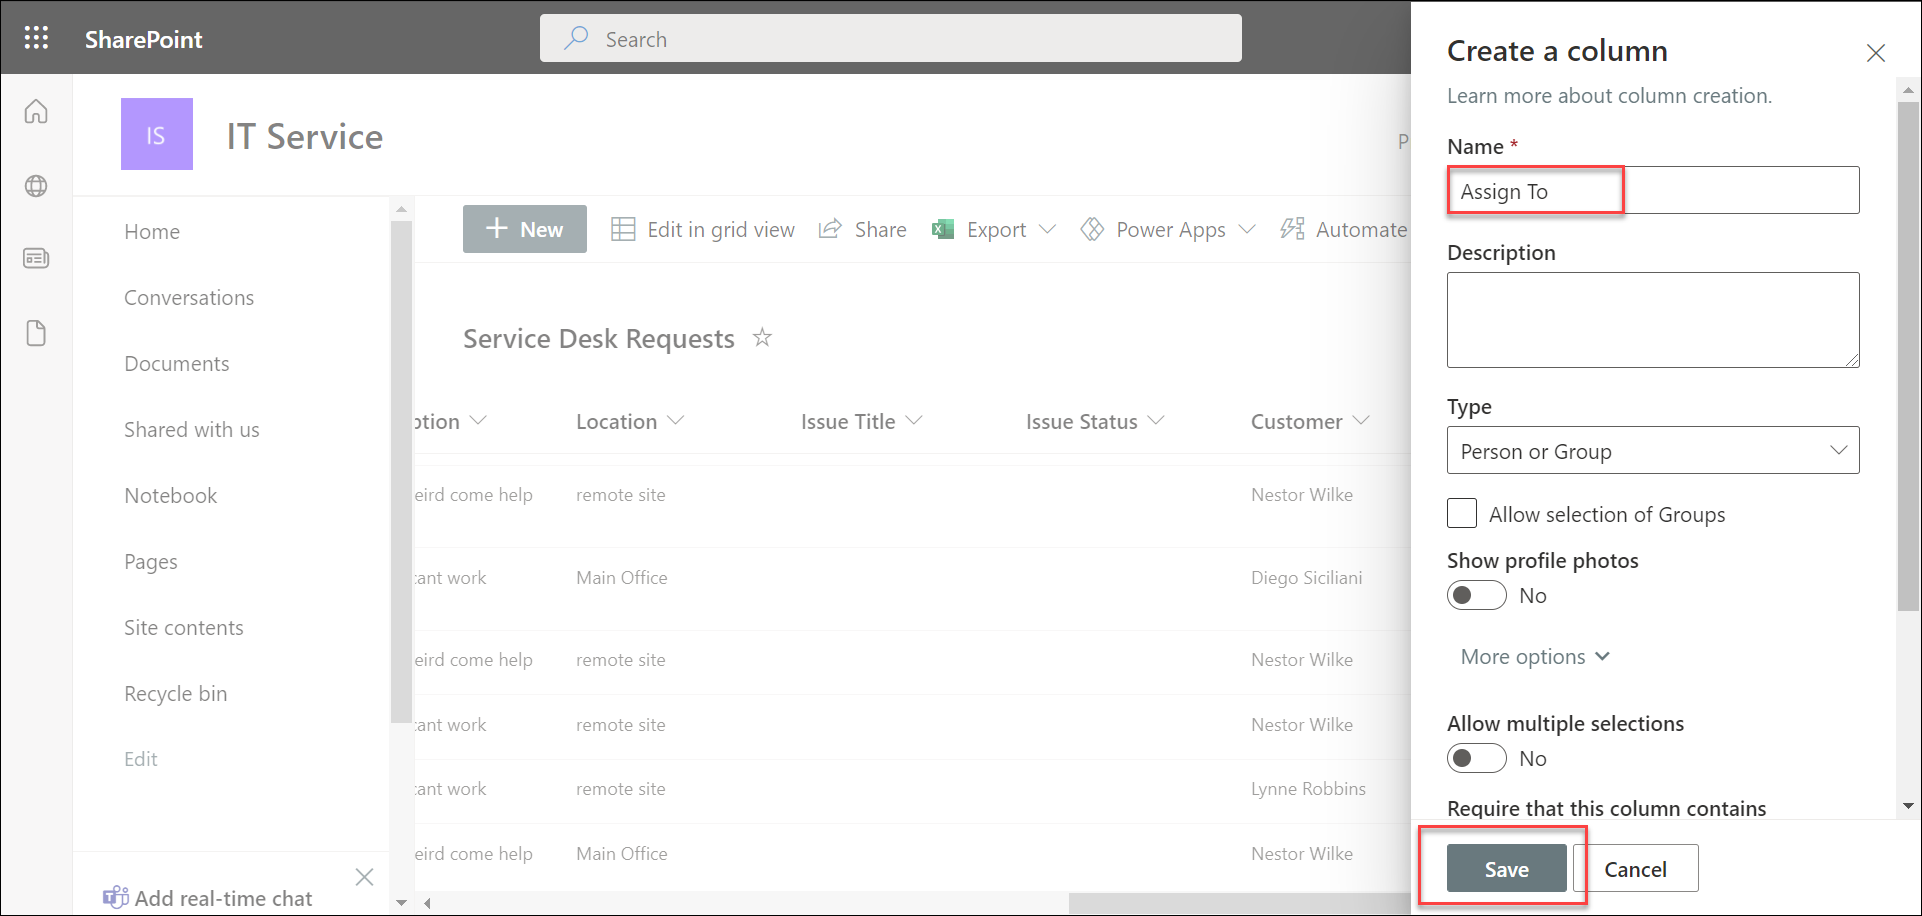 SharePoint
Search
IS
IT Service
P
Home
Conversations
Documents
Shared with us
Notebook
Pages
Site contents
Recycle bin
Edit
Add real-time chat
New
Edit in grid view
Share
Export
Power Apps
Automate
Service Desk Requests
ption Location Issue Title Issue Status Customer
eird come help remote site Nestor Wilke
cant work Main Office Diego Siciliani
eird come help remote site Nestor Wilke
cant work remote site Nestor Wilke
cant work remote site Lynne Robbins
eird come help Main Office Nestor Wilke
Create a column
Learn more about column creation.
Name *
Assign To
Description
Type
Person or Group
Allow selection of Groups
Show profile photos
No
More options
Allow multiple selections
No
Require that this column contains
Save
Cancel